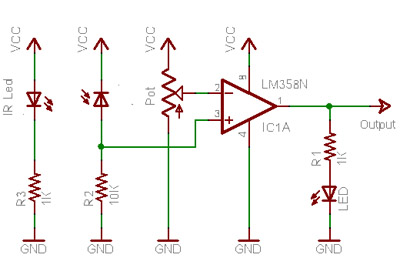 VCC
VCC
VCC
VCC
IR Led
Pot
LM358N
IC1A
2
3
8
4
1
Output
R3
1K
R2
10K
R1
1K
LED
GND
GND
GND
GND
GND